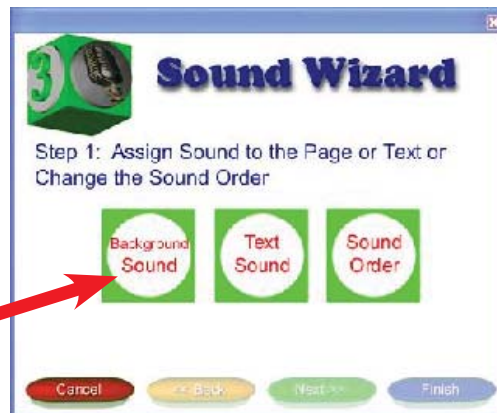 30
Sound Wizard
Step 1: Assign Sound to the Page or Text or
Change the Sound Order
Background
Sound
Text
Sound
Sound
Order
Cancel
<< Back
Next >>
Finish